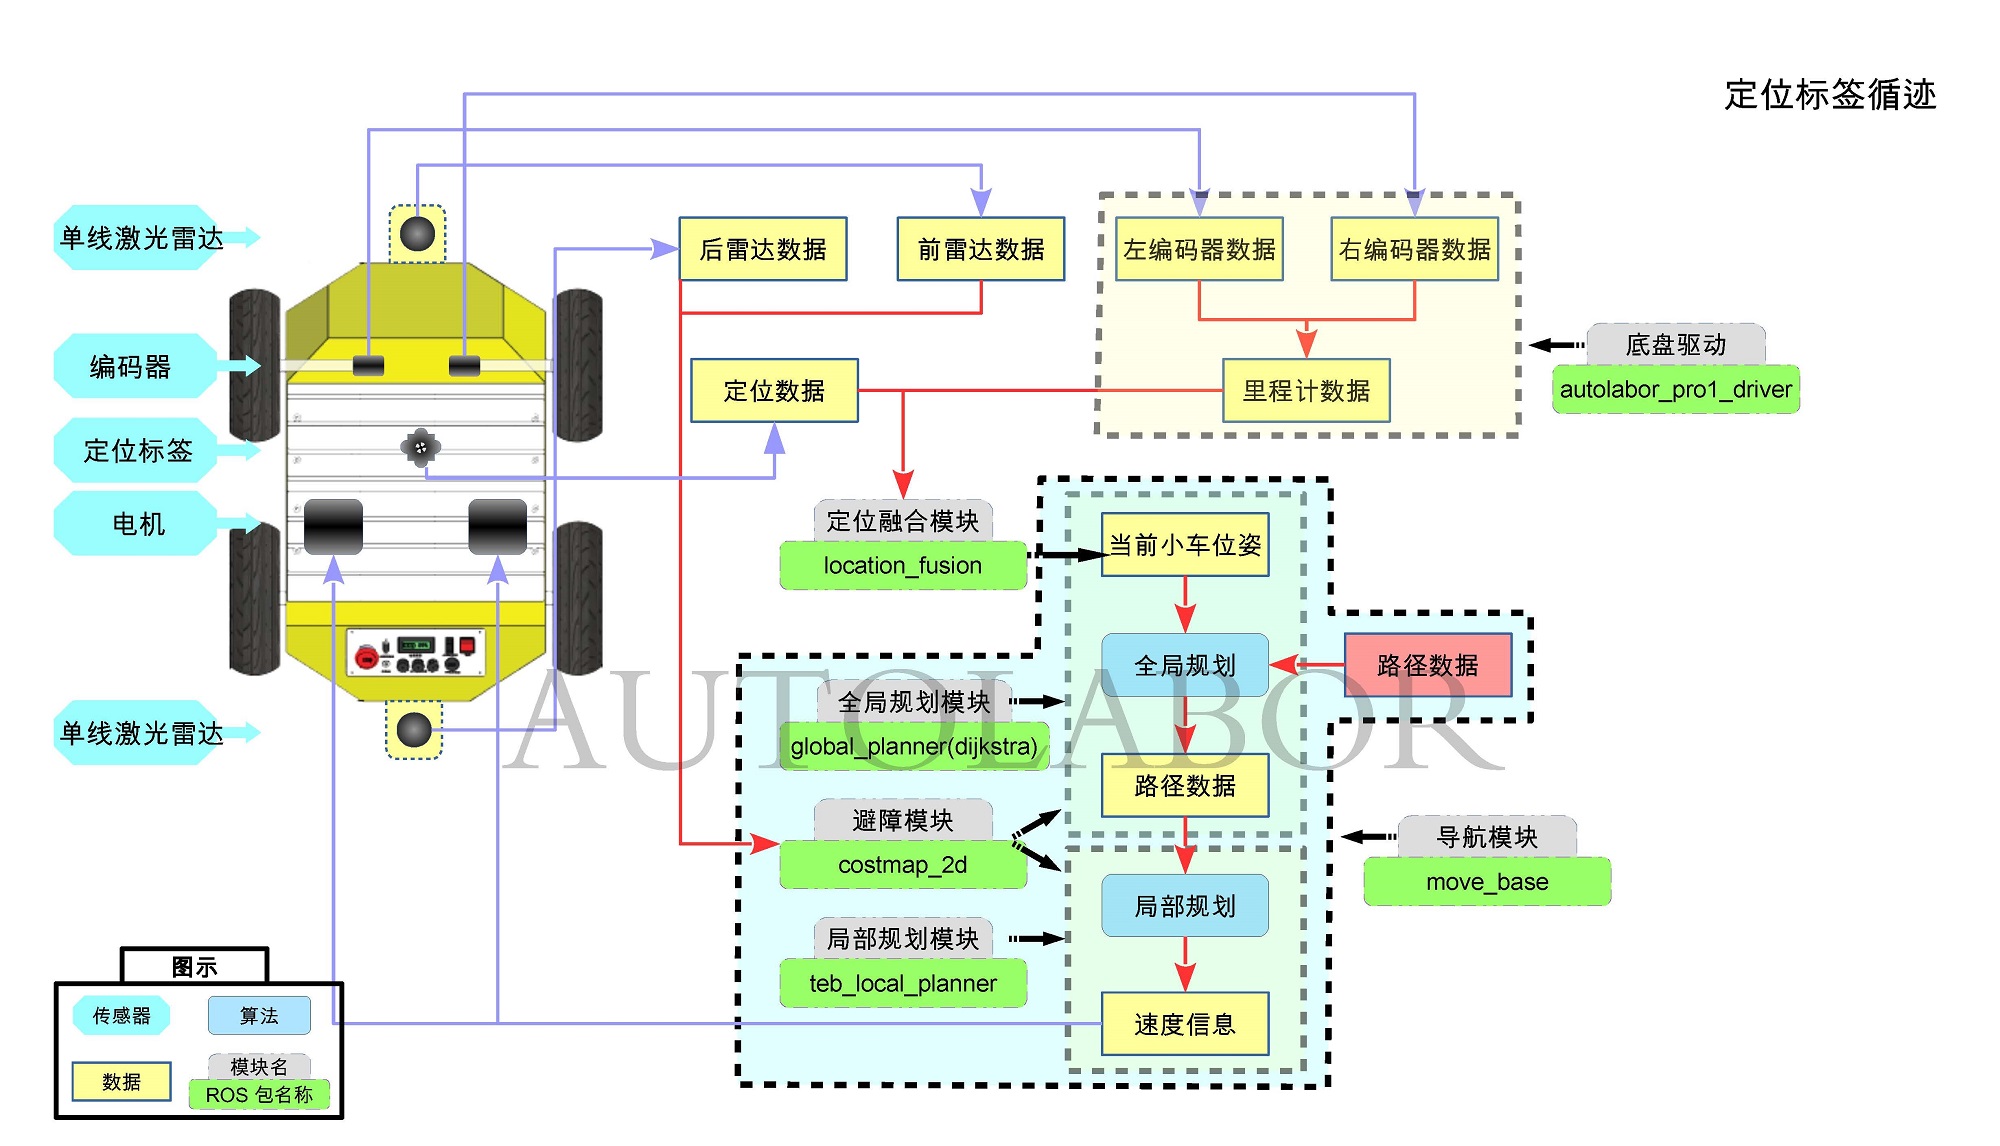 定位标签循迹
单线激光雷达
后雷达数据
前雷达数据
左编码器数据
右编码器数据
编码器
定位数据
里程计数据
底盘驱动
autolabor_pro1_driver
定位标签
电机
定位融合模块
location_fusion
当前小车位姿
全局规划
路径数据
全局规划模块
global_planner(dijkstra)
AUTOLABOR
单线激光雷达
路径数据
避障模块
costmap_2d
导航模块
move_base
局部规划
局部规划模块
teb_local_planner
速度信息
图示
传感器
算法
数据
模块名
ROS 包名称